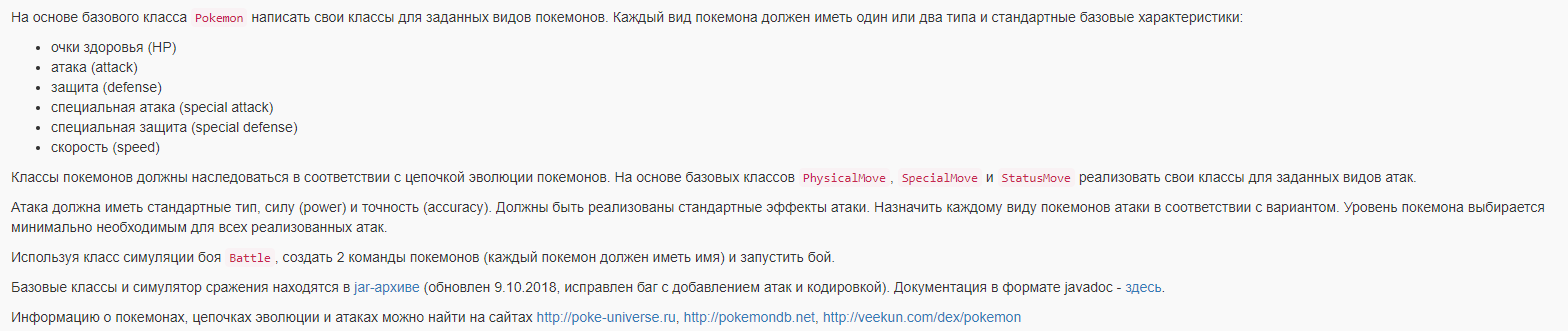 На основе базового класса Pokemon написать свои классы для заданных видов покемонов. Каждый вид покемона должен иметь один или два типа и стандартные базовые характеристики:
• очки здоровья (HP)
• атака (attack)
• защита (defense)
• специальная атака (special attack)
• специальная защита (special defense)
• скорость (speed)
Классы покемонов должны наследоваться в соответствии с цепочкой эволюции покемонов. На основе базовых классов PhysicalMove, SpecialMove и StatusMove реализовать свои классы для заданных видов атак.
Атака должна иметь стандартные тип, силу (power) и точность (accuracy). Должны быть реализованы стандартные эффекты атаки. Назначить каждому виду покемонов атаки в соответствии с вариантом. Уровень покемона выбирается
минимально необходимым для всех реализованных атак.
Используя класс симуляции боя Battle, создать 2 команды покемонов (каждый покемон должен иметь имя) и запустить бой.
Базовые классы и симулятор сражения находятся в jar-архиве (обновлен 9.10.2018, исправлен баг с добавлением атак и кодировкой). Документация в формате javadoc - здесь.
Информацию о покемонах, цепочках эволюции и атаках можно найти на сайтах http://poke-universe.ru, http://pokemondb.net, http://veekun.com/dex/pokemon